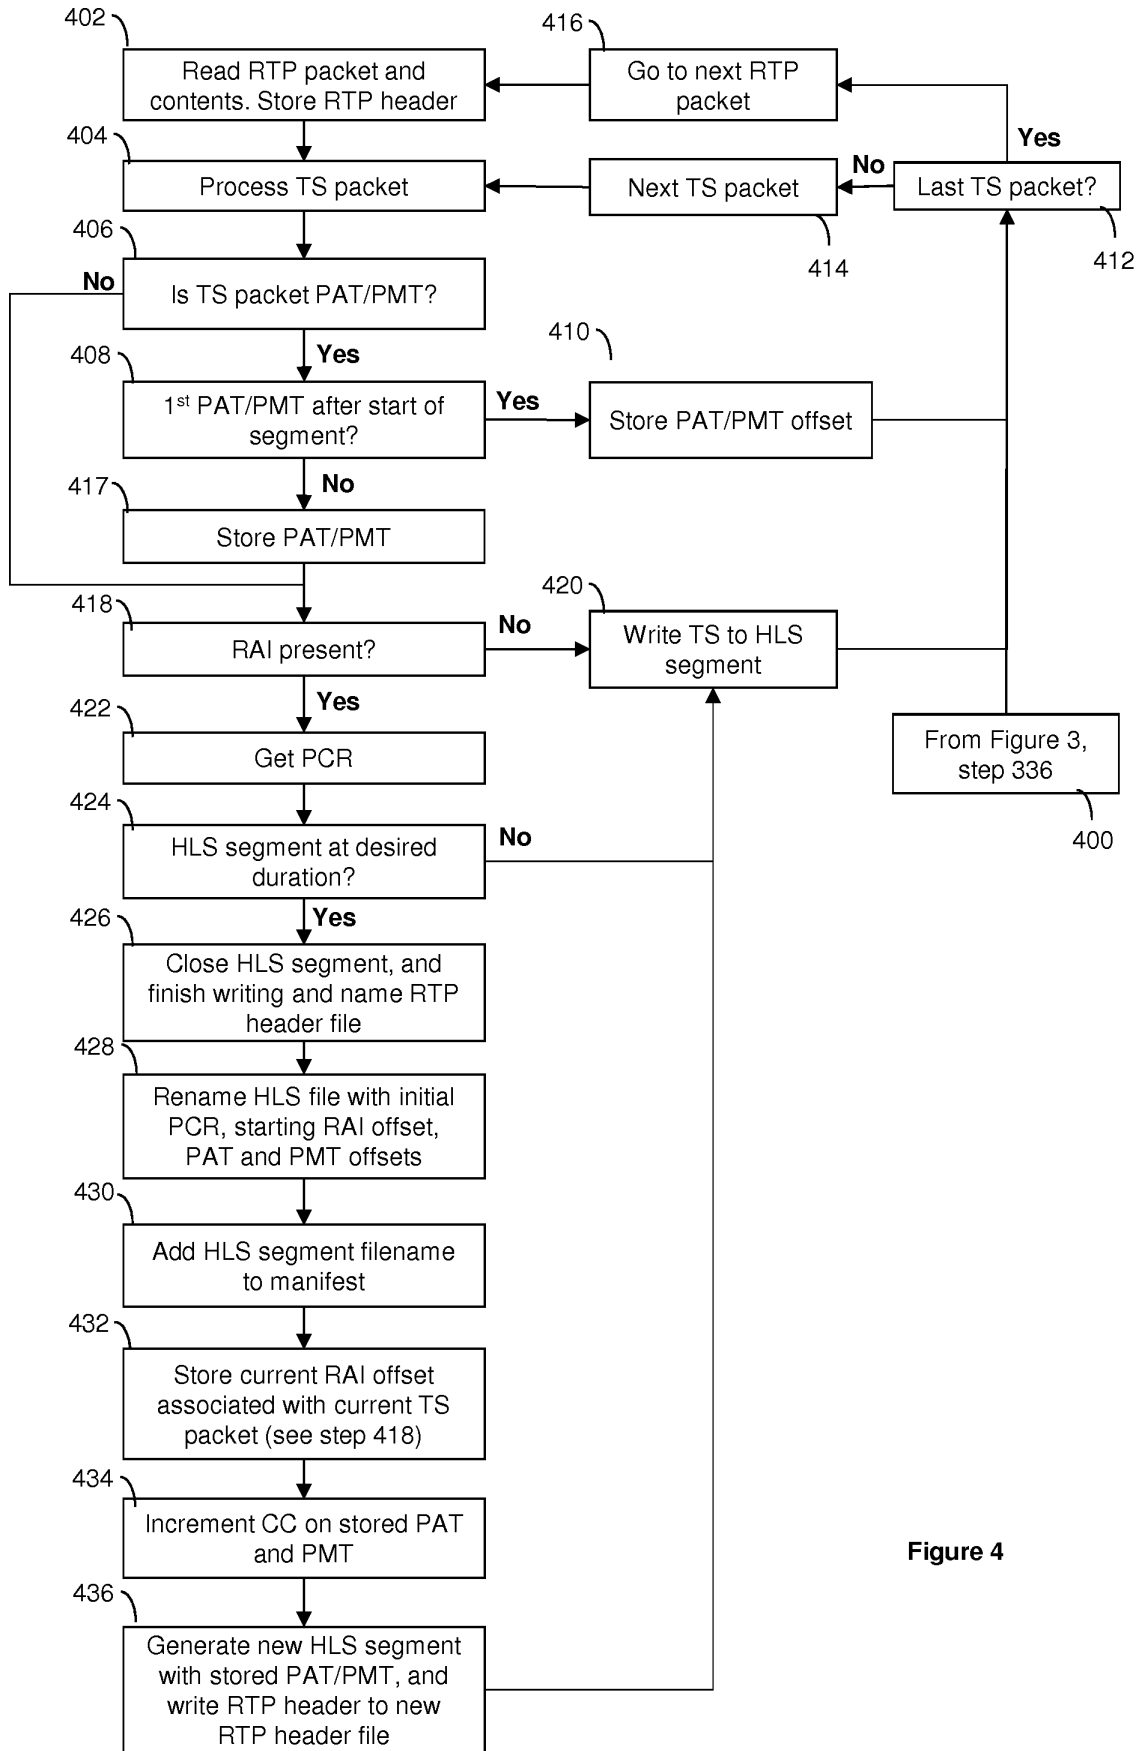 402
Read RTP packet and
contents. Store RTP header
416
Go to next RTP
packet
Yes
404
Process TS packet
Next TS packet
414
No
Last TS packet?
412
406
No
Is TS packet PAT/PMT?
Yes
408
1st PAT/PMT after start of
segment?
Yes
410
Store PAT/PMT offset
No
417
Store PAT/PMT
418
RAI present?
No
420
Write TS to HLS
segment
Yes
From Figure 3,
step 336
400
422
Get PCR
424
HLS segment at desired
duration?
No
Yes
426
Close HLS segment, and
finish writing and name RTP
header file
428
Rename HLS file with initial
PCR, starting RAI offset,
PAT and PMT offsets
430
Add HLS segment filename
to manifest
432
Store current RAI offset
associated with current TS
packet (see step 418)
434
Increment CC on stored PAT
and PMT
Figure 4
436
Generate new HLS segment
with stored PAT/PMT, and
write RTP header to new
RTP header file